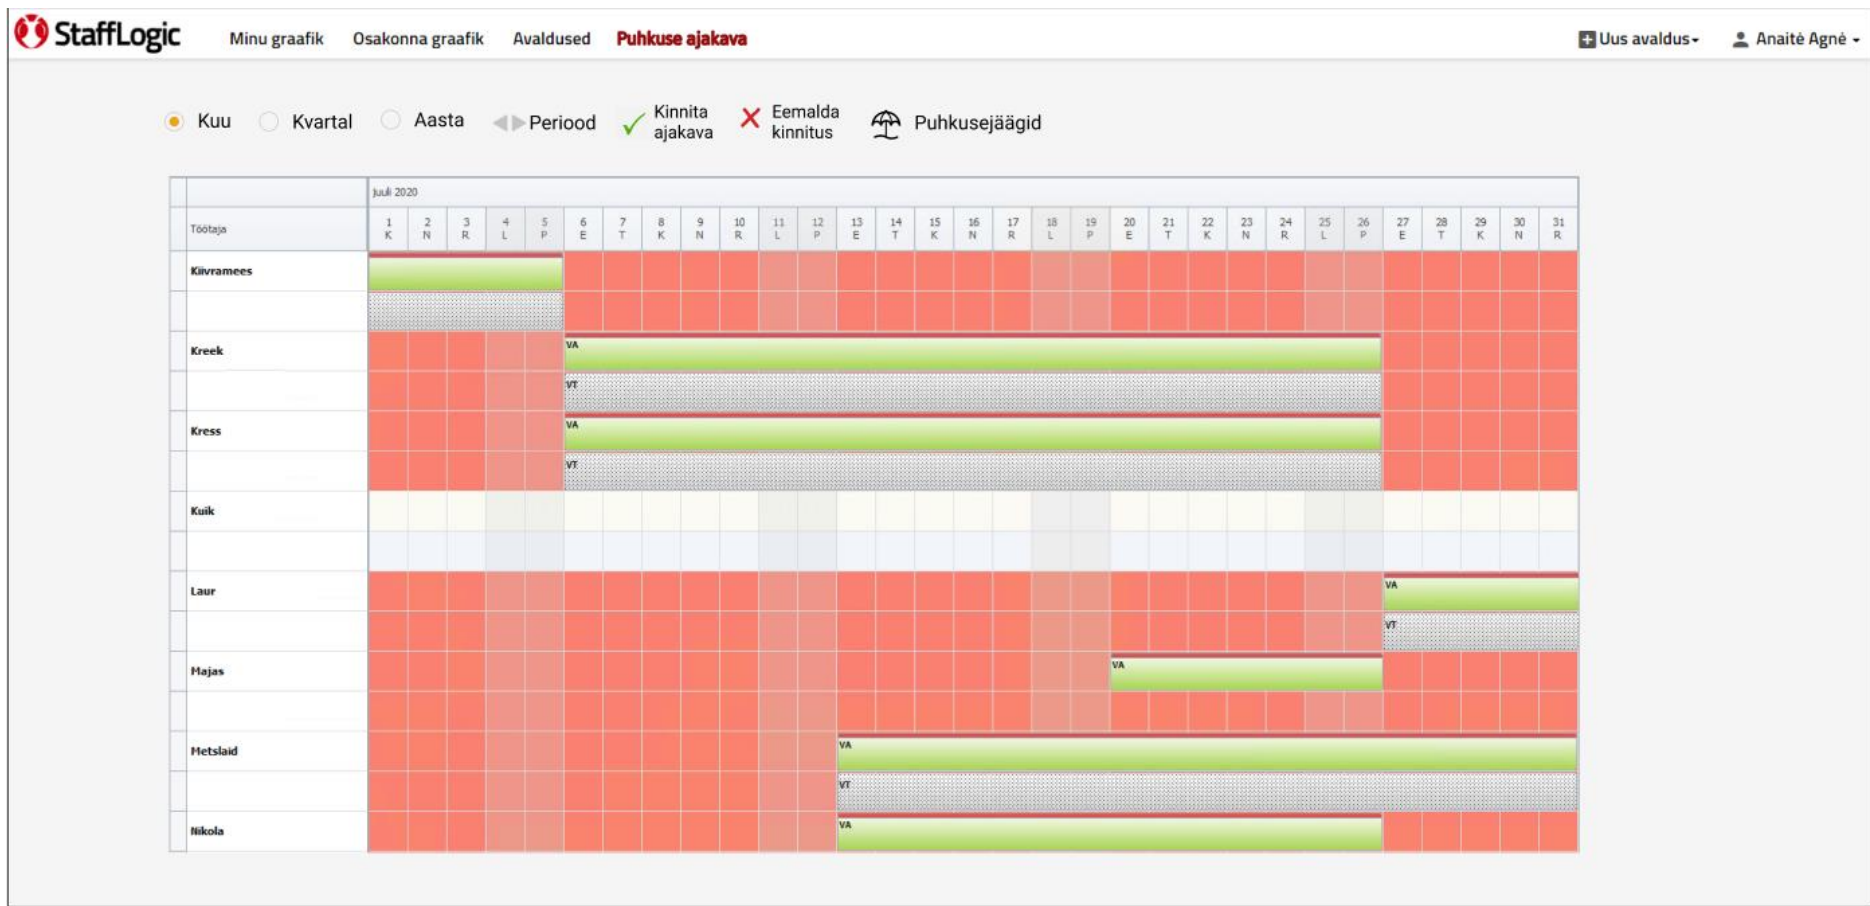 StaffLogic Minu graafik Osakonna graafik Avaldused Puhkuse ajakava Uus avaldus Anaitė Agnė
Kuu Kvartal Aasta Periood Kinnita ajakava Eemalda kinnitus Puhkusejäägid
juuli 2020
Töötaja 1 2 3 4 5 6 7 8 9 10 11 12 13 14 15 16 17 18 19 20 21 22 23 24 25 26 27 28 29 30 31
K N R L P E T K N R L P E T K N R L P E T K N R L P E T K N R
Kiivramees
Kreek VA
VT
Kress VA
VT
Kuik
Laur VA
VT
Majas VA
Metslaid VA
VT
Nikola VA